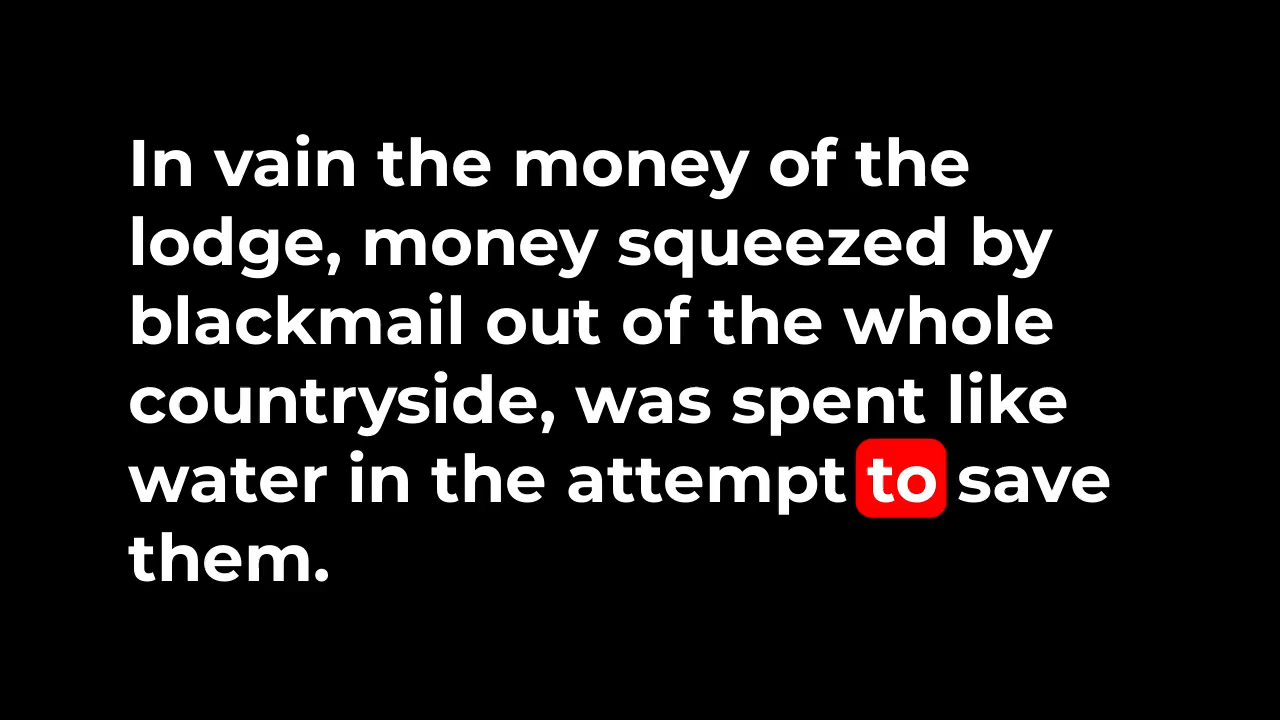 In vain the money of the
lodge, money squeezed by
blackmail out of the whole
countryside, was spent like
water in the attempt to save
them.